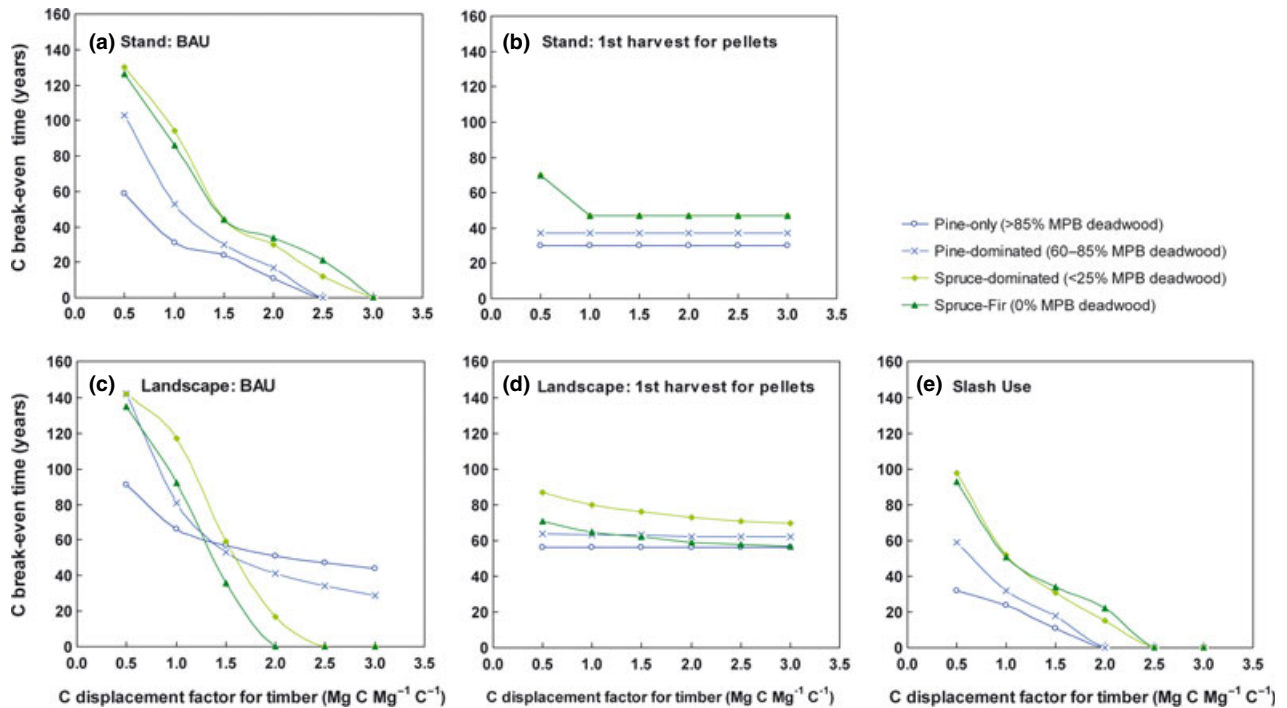 (a) Stand: BAU
160
140
120
100
80
60
40
20
0
0.0 0.5 1.0 1.5 2.0 2.5 3.0 3.5
C break-even time (years)
(b) Stand: 1st harvest for pellets
160
140
120
100
80
60
40
20
0
0.0 0.5 1.0 1.5 2.0 2.5 3.0 3.5
Pine-only (>85% MPB deadwood)
Pine-dominated (60–85% MPB deadwood)
Spruce-dominated (<25% MPB deadwood)
Spruce-Fir (0% MPB deadwood)
(c) Landscape: BAU
160
140
120
100
80
60
40
20
0
0.0 0.5 1.0 1.5 2.0 2.5 3.0 3.5
C break-even time (years)
C displacement factor for timber (Mg C Mg⁻¹ C⁻¹)
(d) Landscape: 1st harvest for pellets
160
140
120
100
80
60
40
20
0
0.0 0.5 1.0 1.5 2.0 2.5 3.0 3.5
C displacement factor for timber (Mg C Mg⁻¹ C⁻¹)
(e) Slash Use
160
140
120
100
80
60
40
20
0
0.0 0.5 1.0 1.5 2.0 2.5 3.0 3.5
C displacement factor for timber (Mg C Mg⁻¹ C⁻¹)